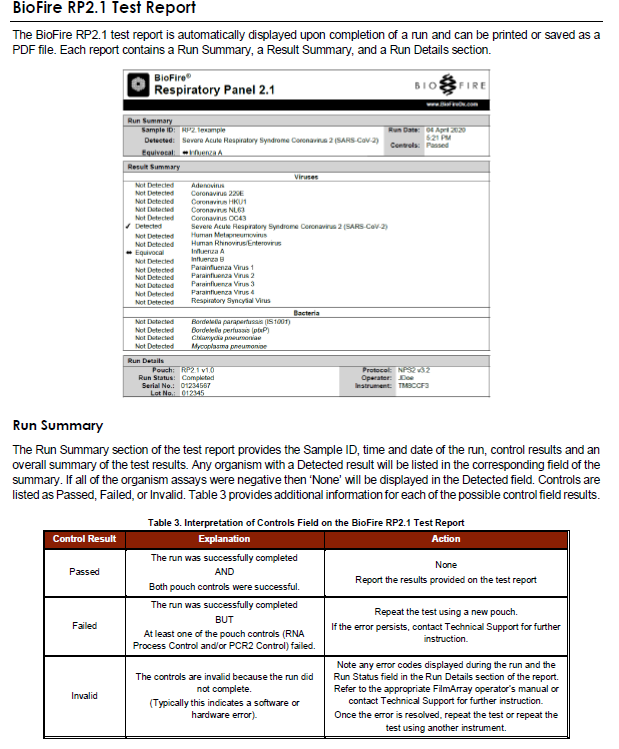 BioFire RP2.1 Test Report
The BioFire RP2.1 test report is automatically displayed upon completion of a run and can be printed or saved as a
PDF file. Each report contains a Run Summary, a Result Summary, and a Run Details section.
BioFire®
Respiratory Panel 2.1
BIO FIRE
www.BioFireDx.com
Run Summary
Sample ID: RP2.1example Run Date: 04 April 2020
5:21 PM
Detected: Severe Acute Respiratory Syndrome Coronavirus 2 (SARS-CoV-2)
Controls: Passed
Equivocal: Influenza A
Result Summary
Viruses
Not Detected Adenovirus
Not Detected Coronavirus 229E
Not Detected Coronavirus HKU1
Not Detected Coronavirus NL63
Not Detected Coronavirus OC43
✓ Detected Severe Acute Respiratory Syndrome Coronavirus 2 (SARS-CoV-2)
Not Detected Human Metapneumovirus
Not Detected Human Rhinovirus/Enterovirus
Equivocal Influenza A
Not Detected Influenza B
Not Detected Parainfluenza Virus 1
Not Detected Parainfluenza Virus 2
Not Detected Parainfluenza Virus 3
Not Detected Parainfluenza Virus 4
Not Detected Respiratory Syncytial Virus
Bacteria
Not Detected Bordetella parapertussis (IS1001)
Not Detected Bordetella pertussis (ptxP)
Not Detected Chlamydia pneumoniae
Not Detected Mycoplasma pneumoniae
Run Details
Pouch: RP2.1 v1.0 Protocol: NPS2 v3.2
Run Status: Completed Operator: JDoe
Serial No.: 01234567 Instrument: TMBCCF3
Lot No.: 012345
Run Summary
The Run Summary section of the test report provides the Sample ID, time and date of the run, control results and an
overall summary of the test results. Any organism with a Detected result will be listed in the corresponding field of the
summary. If all of the organism assays were negative then 'None' will be displayed in the Detected field. Controls are
listed as Passed, Failed, or Invalid. Table 3 provides additional information for each of the possible control field results.
Table 3. Interpretation of Controls Field on the BioFire RP2.1 Test Report
Control Result Explanation Action
Passed
The run was successfully completed
AND
Both pouch controls were successful.
None
Report the results provided on the test report
Failed
The run was successfully completed
BUT
At least one of the pouch controls (RNA
Process Control and/or PCR2 Control) failed.
Repeat the test using a new pouch.
If the error persists, contact Technical Support for further
instruction.
Invalid
The controls are invalid because the run did
not complete.
(Typically this indicates a software or
hardware error).
Note any error codes displayed during the run and the
Run Status field in the Run Details section of the report.
Refer to the appropriate FilmArray operator's manual or
contact Technical Support for further instruction.
Once the error is resolved, repeat the test or repeat the
test using another instrument.